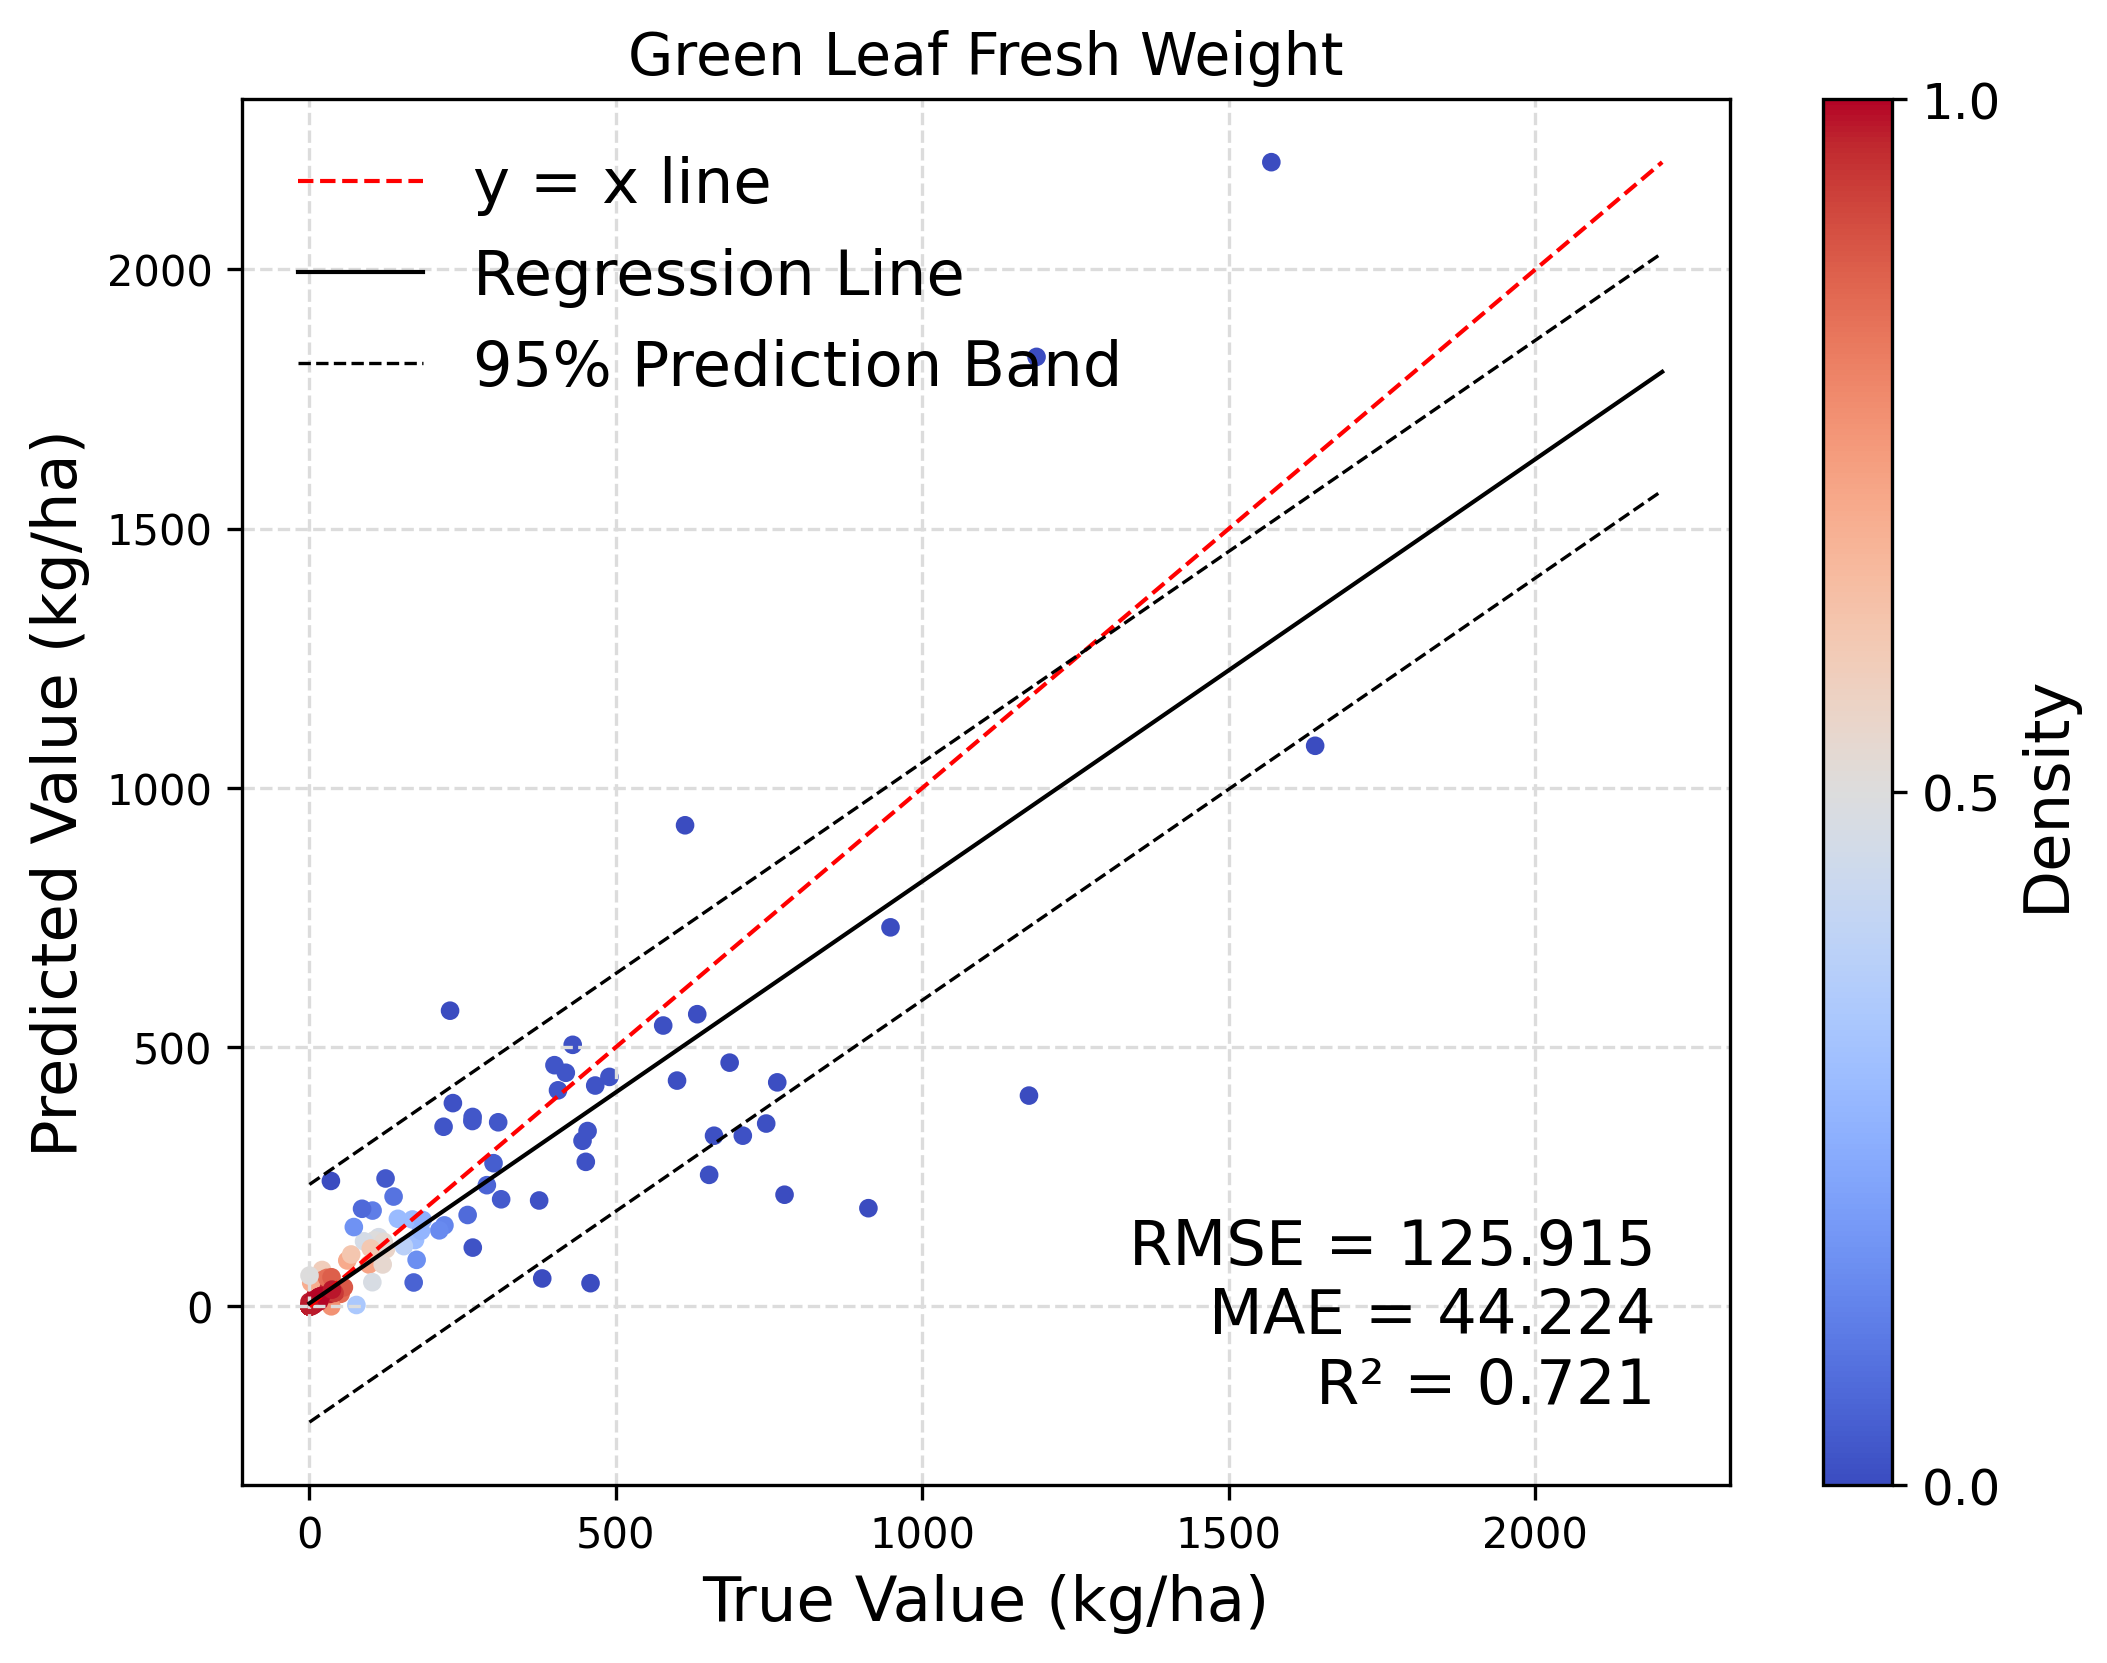 Green Leaf Fresh Weight
y = x line
Regression Line
95% Prediction Band
2000
1500
1000
500
0
Predicted Value (kg/ha)
RMSE = 125.915
MAE = 44.224
R² = 0.721
0
500
1000
1500
2000
True Value (kg/ha)
1.0
0.5
0.0
Density